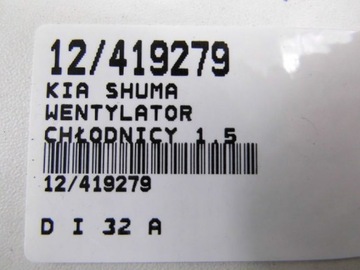 12/419279
KIA SHUMA
WENTYLATOR
CHŁODNICY 1,5
12/419279
D I 32 A